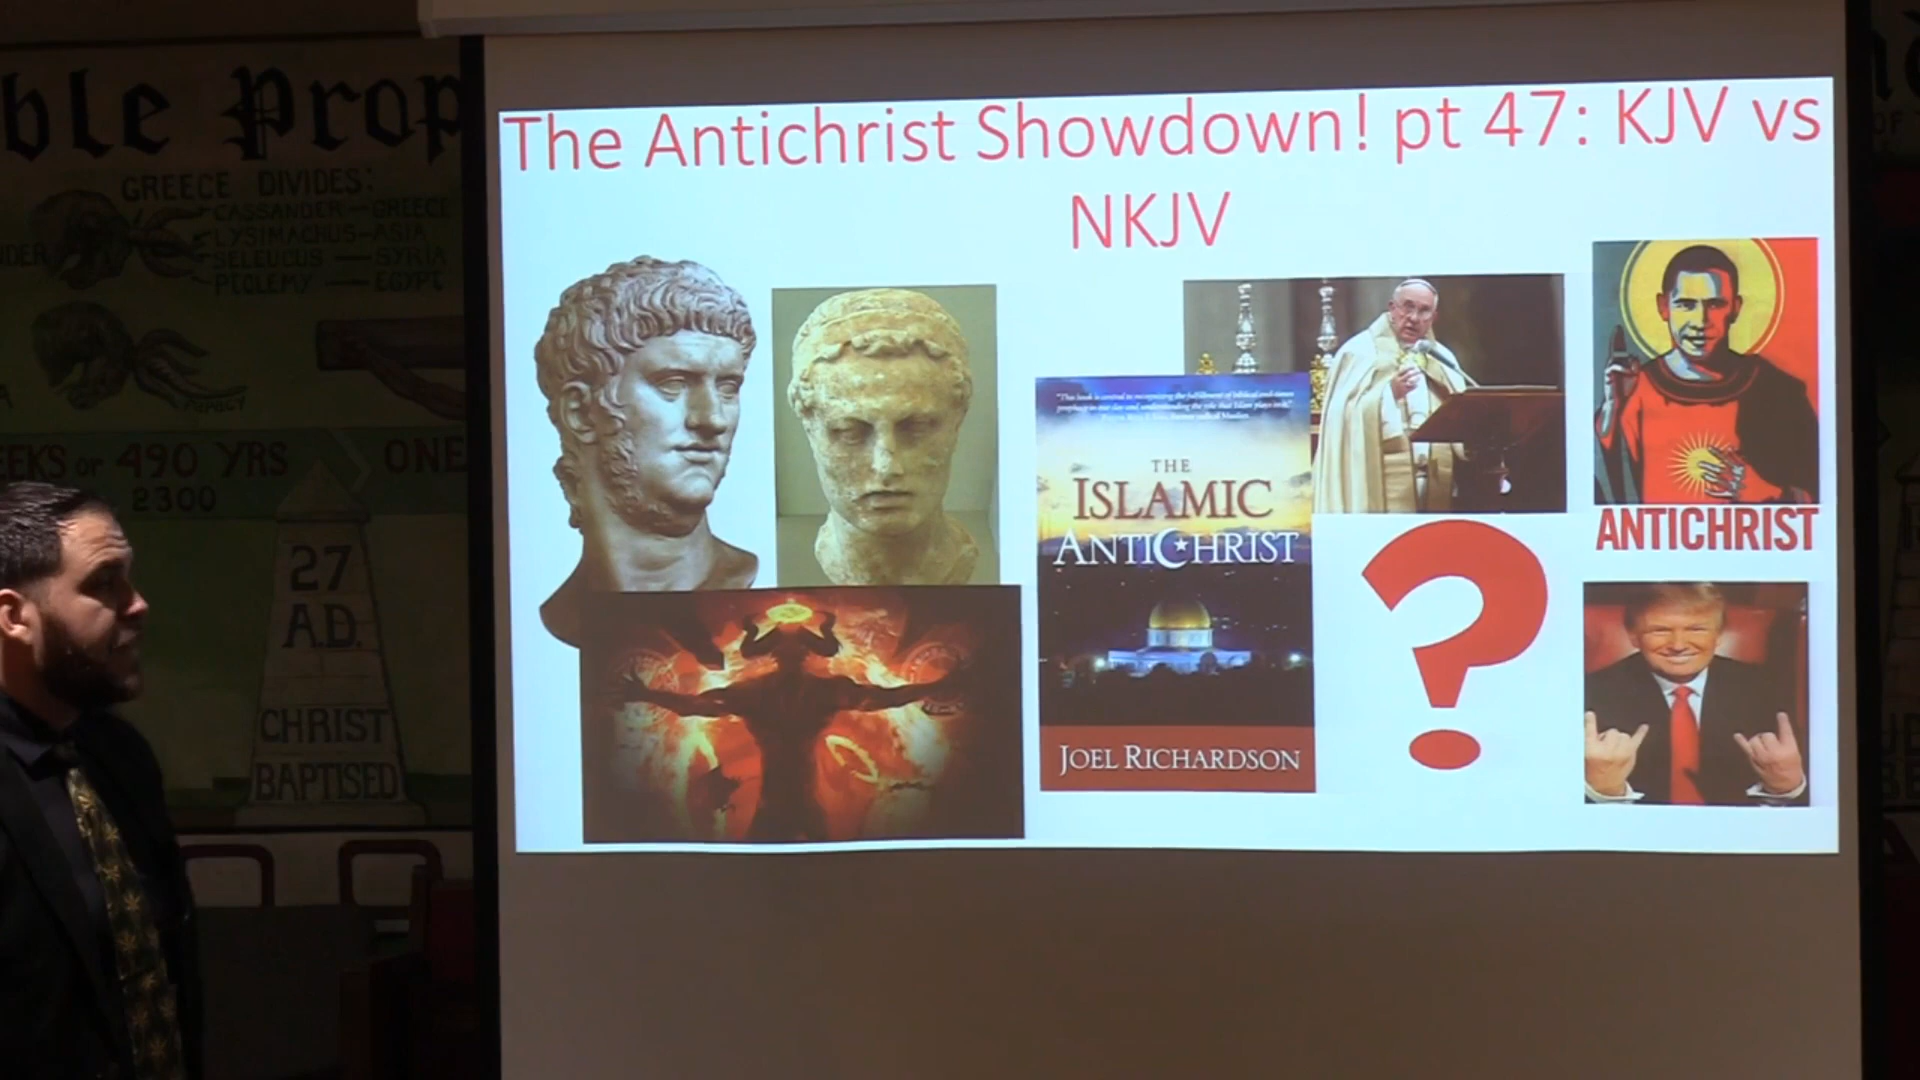 ble Prop
GREECE DIVIDES:
CASSANDER—GREECE
LYSIMACHUS-ASIA
SELEUCUS — SYRIA
PTOLEMY — EGYPT
EEKS or 490 YRS
2300
ONE
27
A.D.
CHRIST
BAPTISED
The Antichrist Showdown! pt 47: KJV vs
NKJV
THE
ISLAMIC
ANTICHRIST
JOEL RICHARDSON
ANTICHRIST